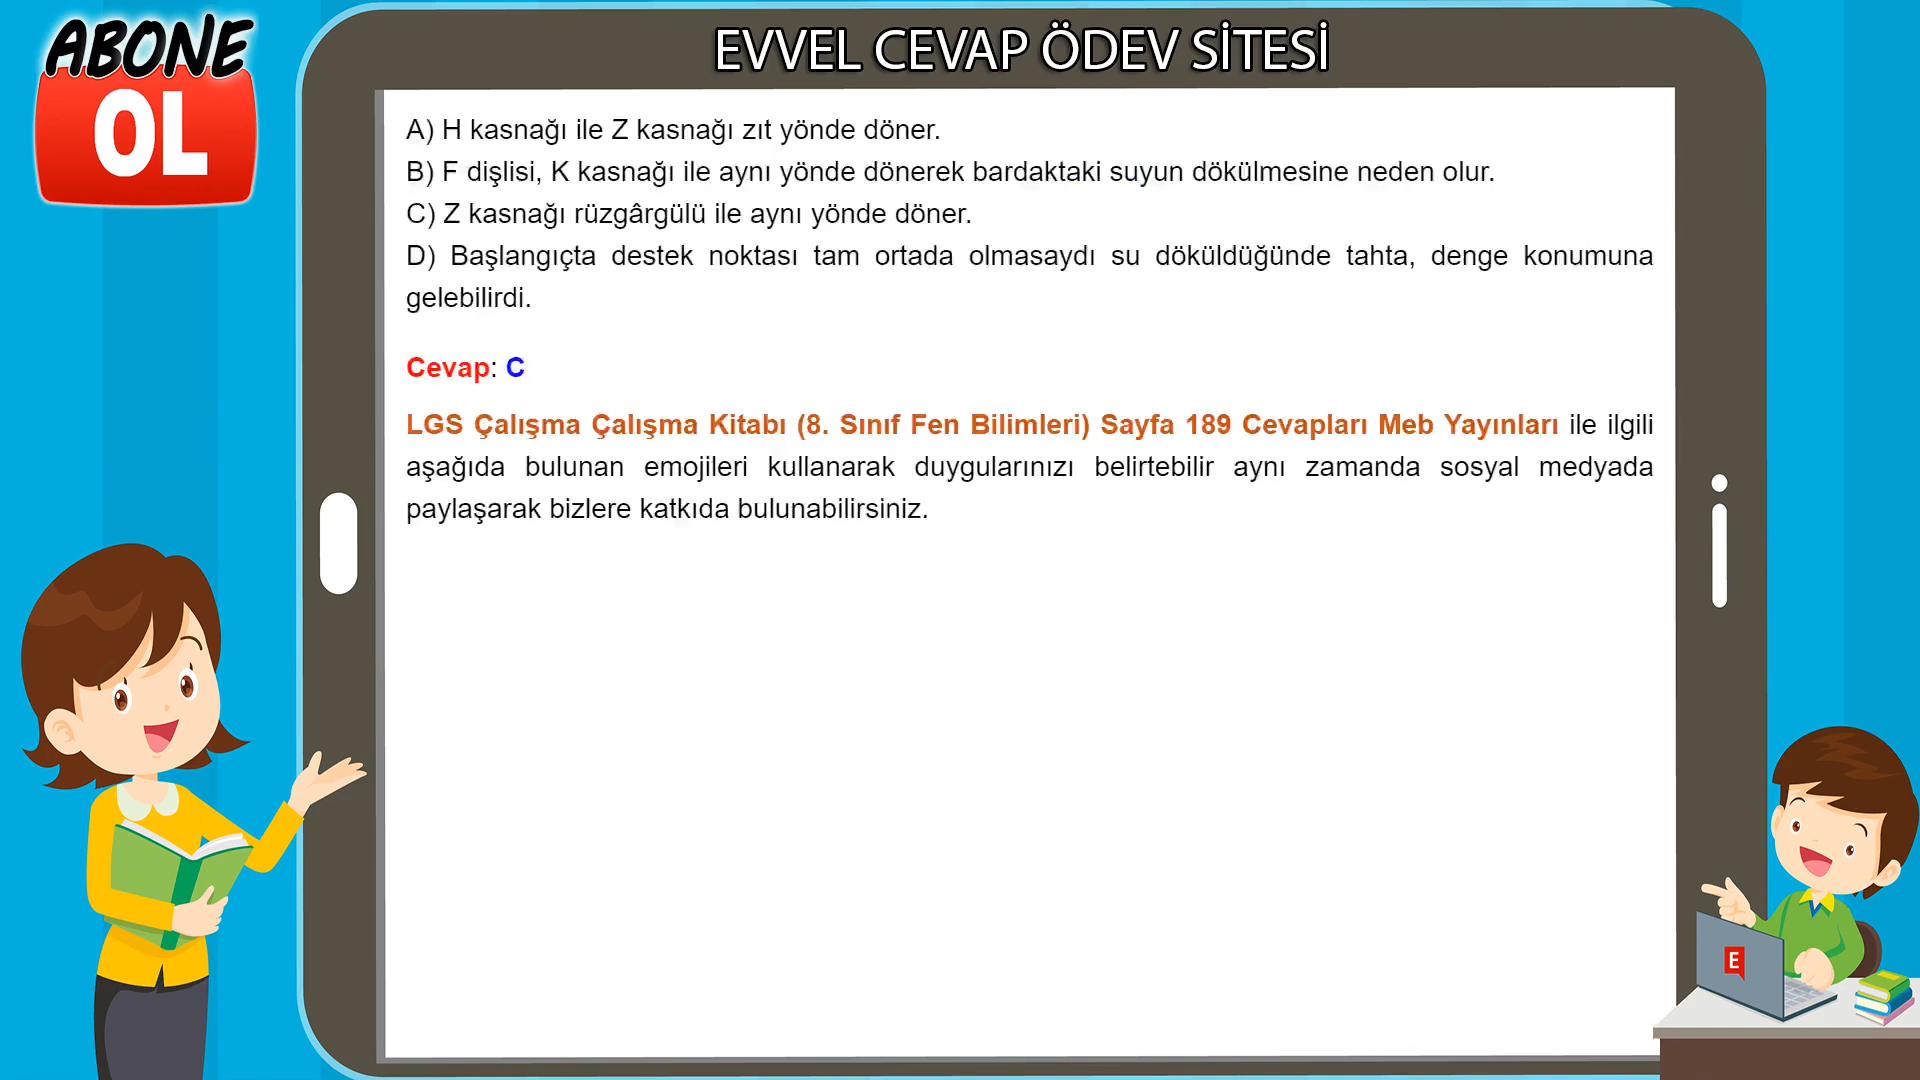 ABONE
OL
EVVEL CEVAP ÖDEV SİTESİ
A) H kasnağı ile Z kasnağı zıt yönde döner.
B) F dişlisi, K kasnağı ile aynı yönde dönerek bardaktaki suyun dökülmesine neden olur.
C) Z kasnağı rüzgârgülü ile aynı yönde döner.
D) Başlangıçta destek noktası tam ortada olmasaydı su döküldüğünde tahta, denge konumuna
gelebilirdi.
Cevap: C
LGS Çalışma Çalışma Kitabı (8. Sınıf Fen Bilimleri) Sayfa 189 Cevapları Meb Yayınları ile ilgili
aşağıda bulunan emojileri kullanarak duygularınızı belirtebilir aynı zamanda sosyal medyada
paylaşarak bizlere katkıda bulunabilirsiniz.
E